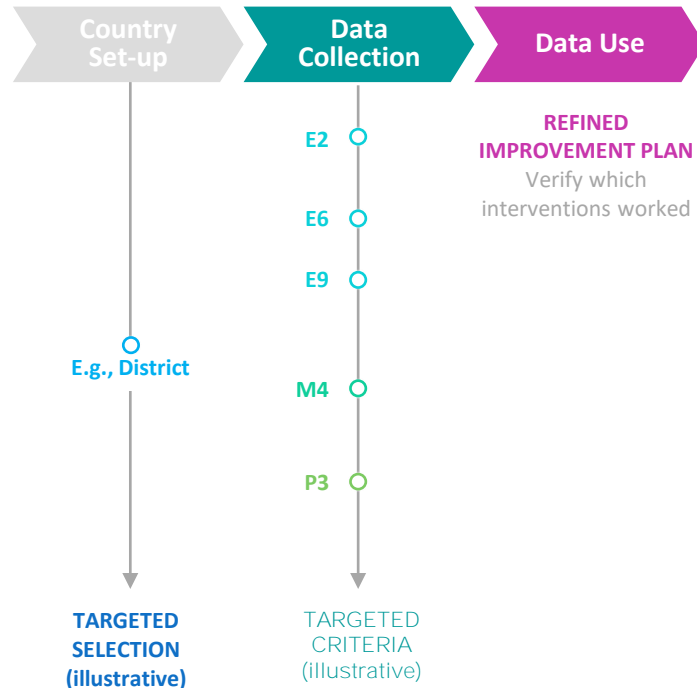 Country
Set-up
Data
Collection
Data Use
E2
E6
E9
E.g., District
M4
P3
TARGETED
SELECTION
(illustrative)
TARGETED
CRITERIA
(illustrative)
REFINED
IMPROVEMENT PLAN
Verify which
interventions worked